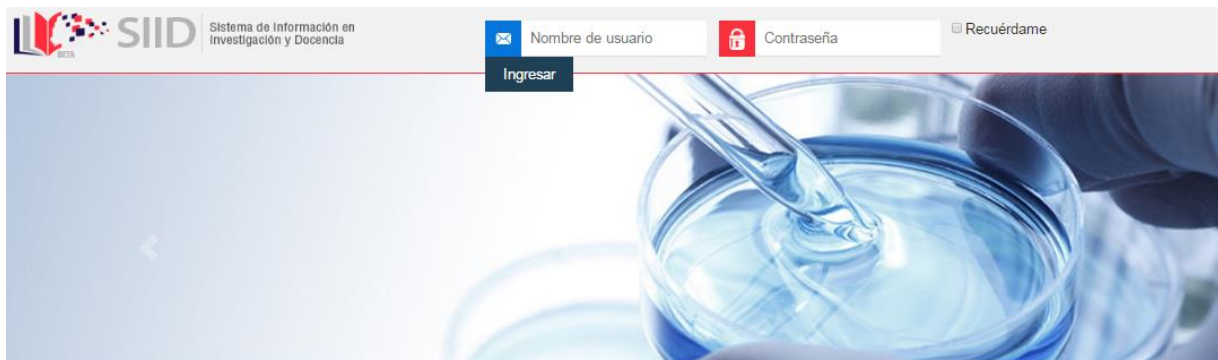 SIID
Sistema de Información en
Investigación y Docencia
BETA
Nombre de usuario
Contraseña
Recuérdame
Ingresar